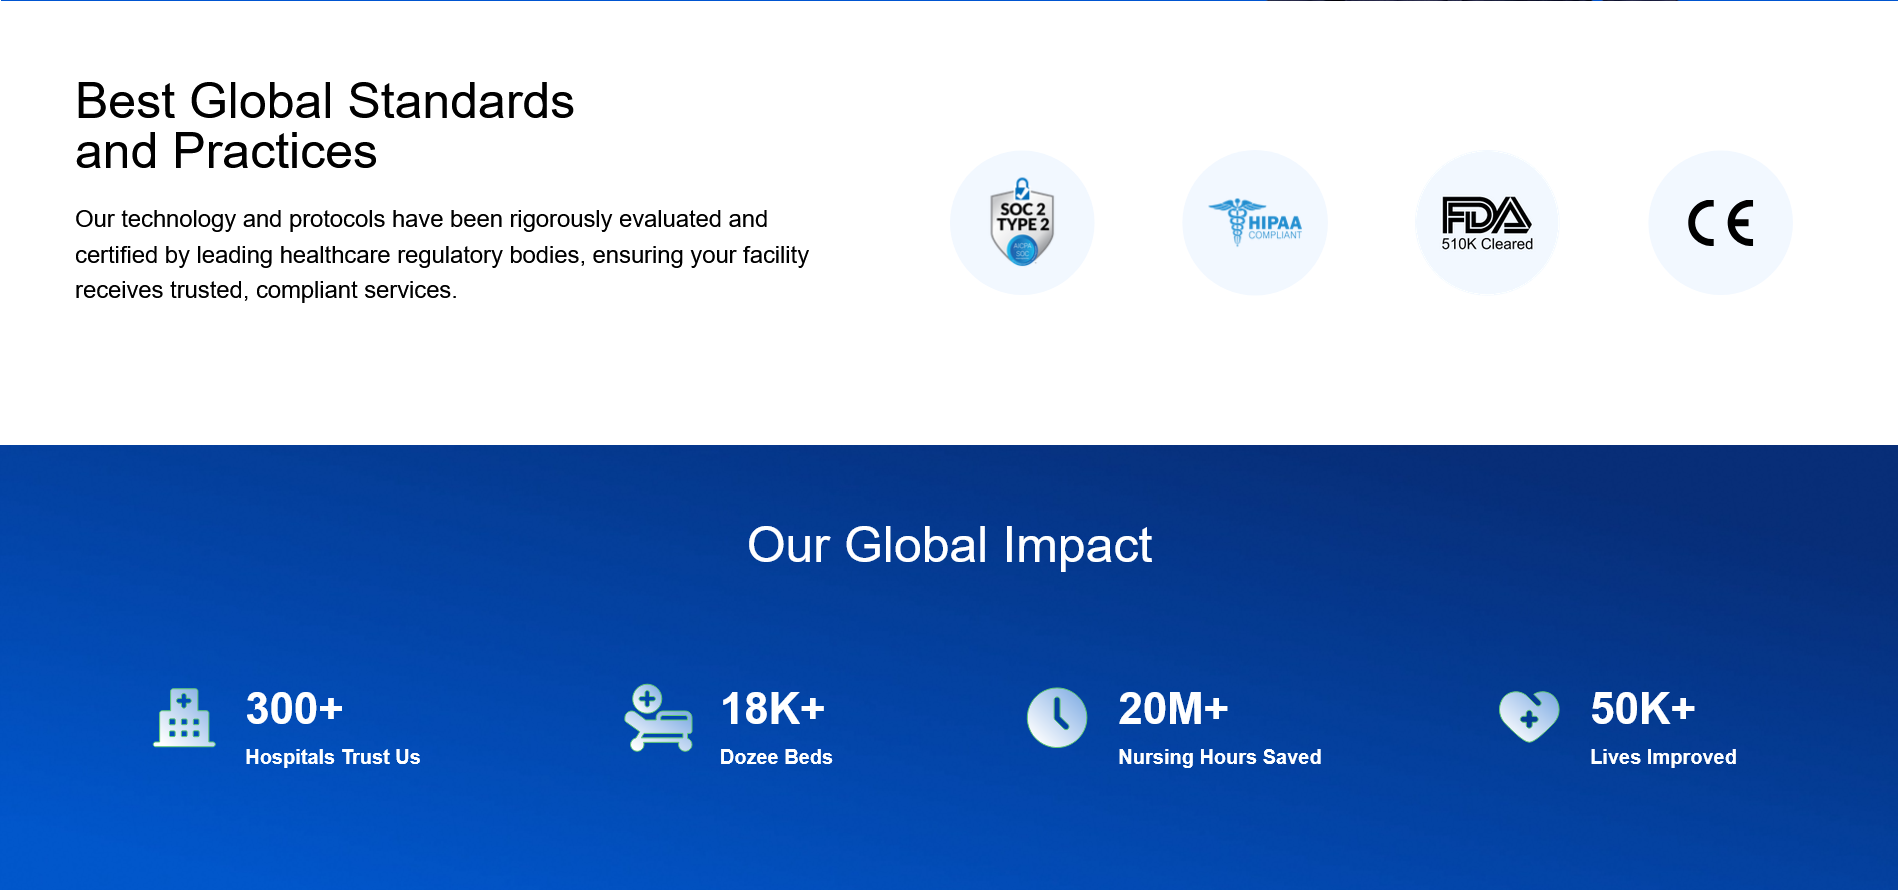 Best Global Standards
and Practices
Our technology and protocols have been rigorously evaluated and
certified by leading healthcare regulatory bodies, ensuring your facility
receives trusted, compliant services.
SOC 2
TYPE 2
AICPA
SOC
HIPAA
COMPLIANT
FDA
510K Cleared
CE
Our Global Impact
300+
Hospitals Trust Us
18K+
Dozee Beds
20M+
Nursing Hours Saved
50K+
Lives Improved